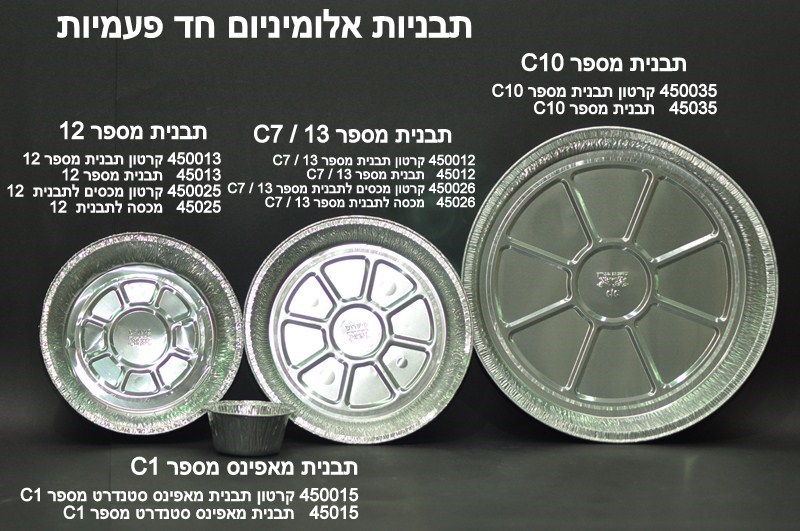 תבניות אלומיניום חד פעמיות
תבנית מספר C10
450035 קרטון תבנית מספר C10
45035 תבנית מספר C10
תבנית מספר 13 / C7
450012 קרטון תבנית מספר 13 / C7
45012 תבנית מספר 13 / C7
450026 קרטון מכסים לתבנית מספר 13 / C7
45026 מכסה לתבנית מספר 13 / C7
תבנית מספר 12
450013 קרטון תבנית מספר 12
45013 תבנית מספר 12
450025 קרטון מכסים לתבנית 12
45025 מכסה לתבנית 12
תבנית מאפינס מספר C1
450015 קרטון תבנית מאפינס סטנדרט מספר C1
45015 תבנית מאפינס סטנדרט מספר C1